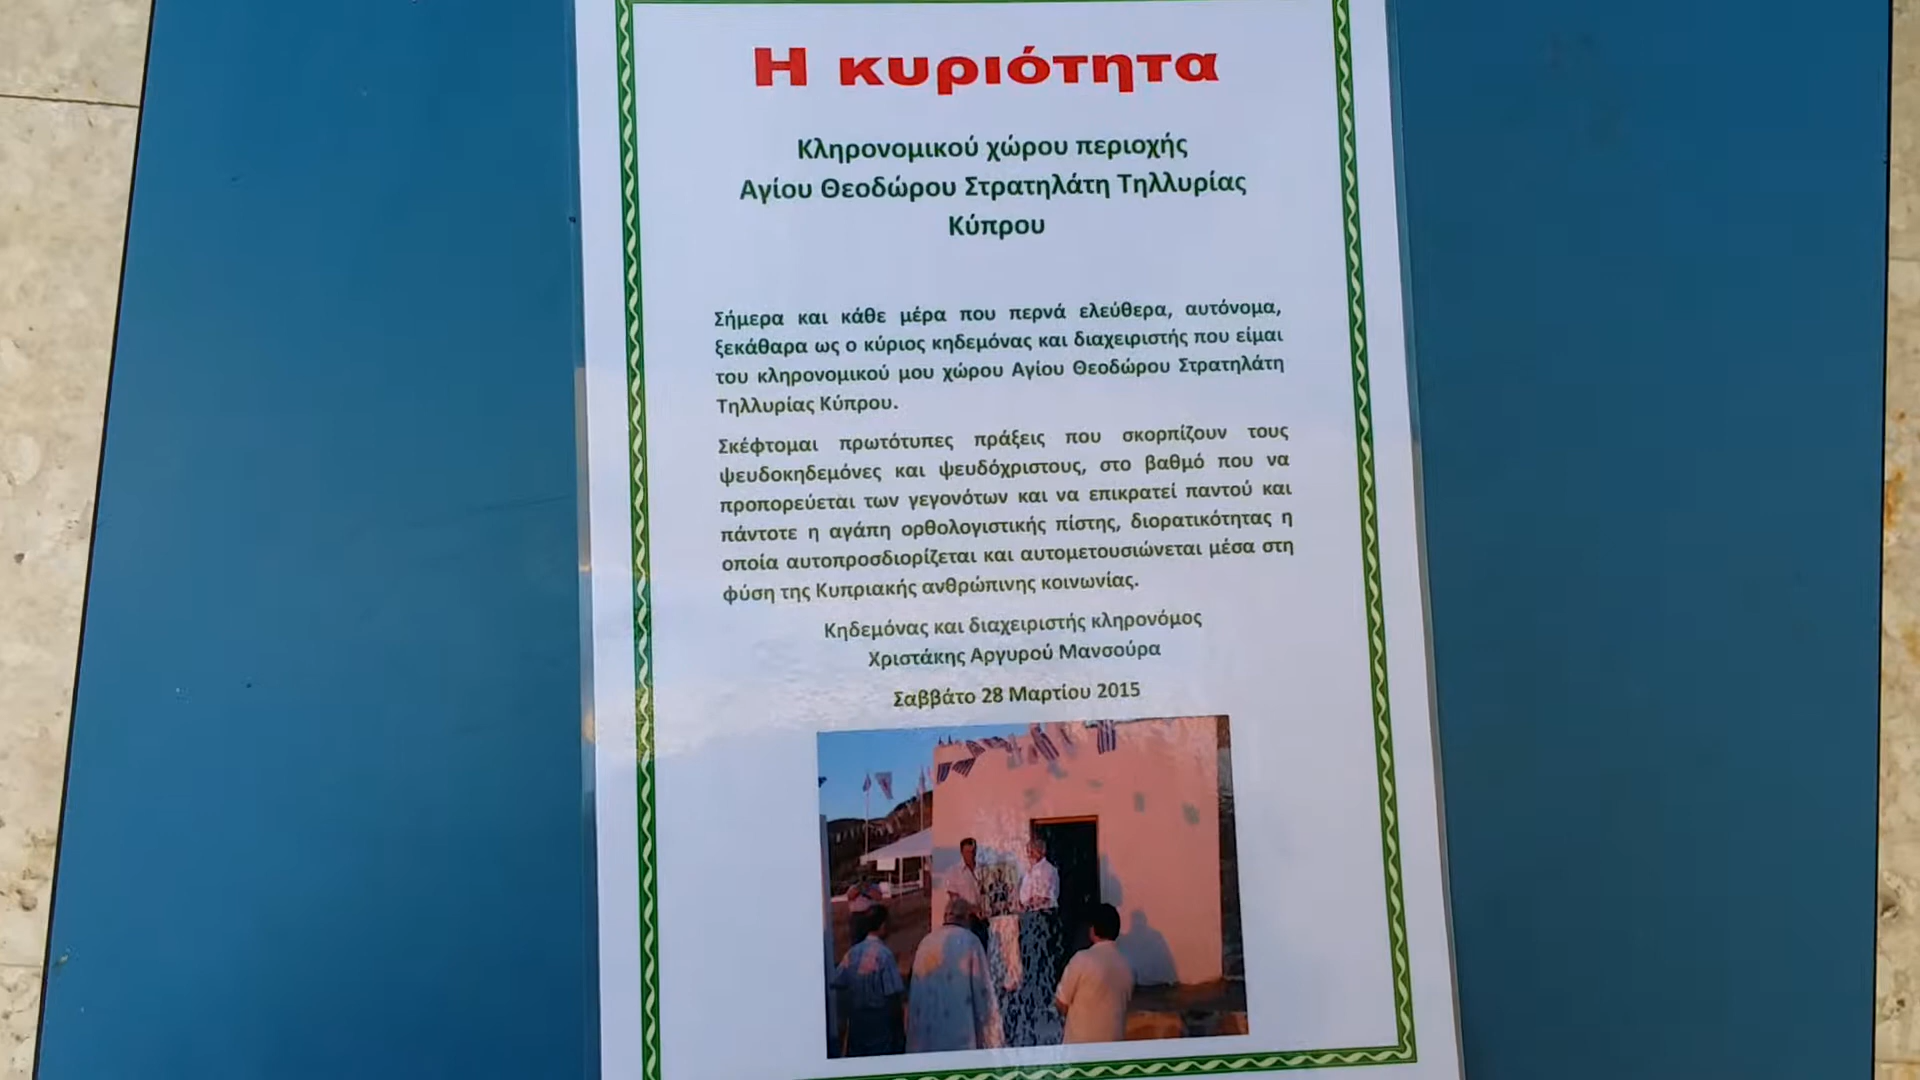 Η κυριότητα
Κληρονομικού χώρου περιοχής
Αγίου Θεοδώρου Στρατηλάτη Τηλλυρίας
Κύπρου
Σήμερα και κάθε μέρα που περνά ελεύθερα, αυτόνομα,
ξεκάθαρα ως ο κύριος κηδεμόνας και διαχειριστής που είμαι
του κληρονομικού μου χώρου Αγίου Θεοδώρου Στρατηλάτη
Τηλλυρίας Κύπρου.
Σκέφτομαι πρωτότυπες πράξεις που σκορπίζουν τους
ψευδοκηδεμόνες και ψευδόχριστους, στο βαθμό που να
προπορεύεται των γεγονότων και να επικρατεί παντού και
πάντοτε η αγάπη ορθολογιστικής πίστης, διορατικότητας η
οποία αυτοπροσδιορίζεται και αυτομετουσιώνεται μέσα στη
φύση της Κυπριακής ανθρώπινης κοινωνίας.
Κηδεμόνας και διαχειριστής κληρονόμος
Χριστάκης Αργυρού Μανσούρα
Σαββάτο 28 Μαρτίου 2015